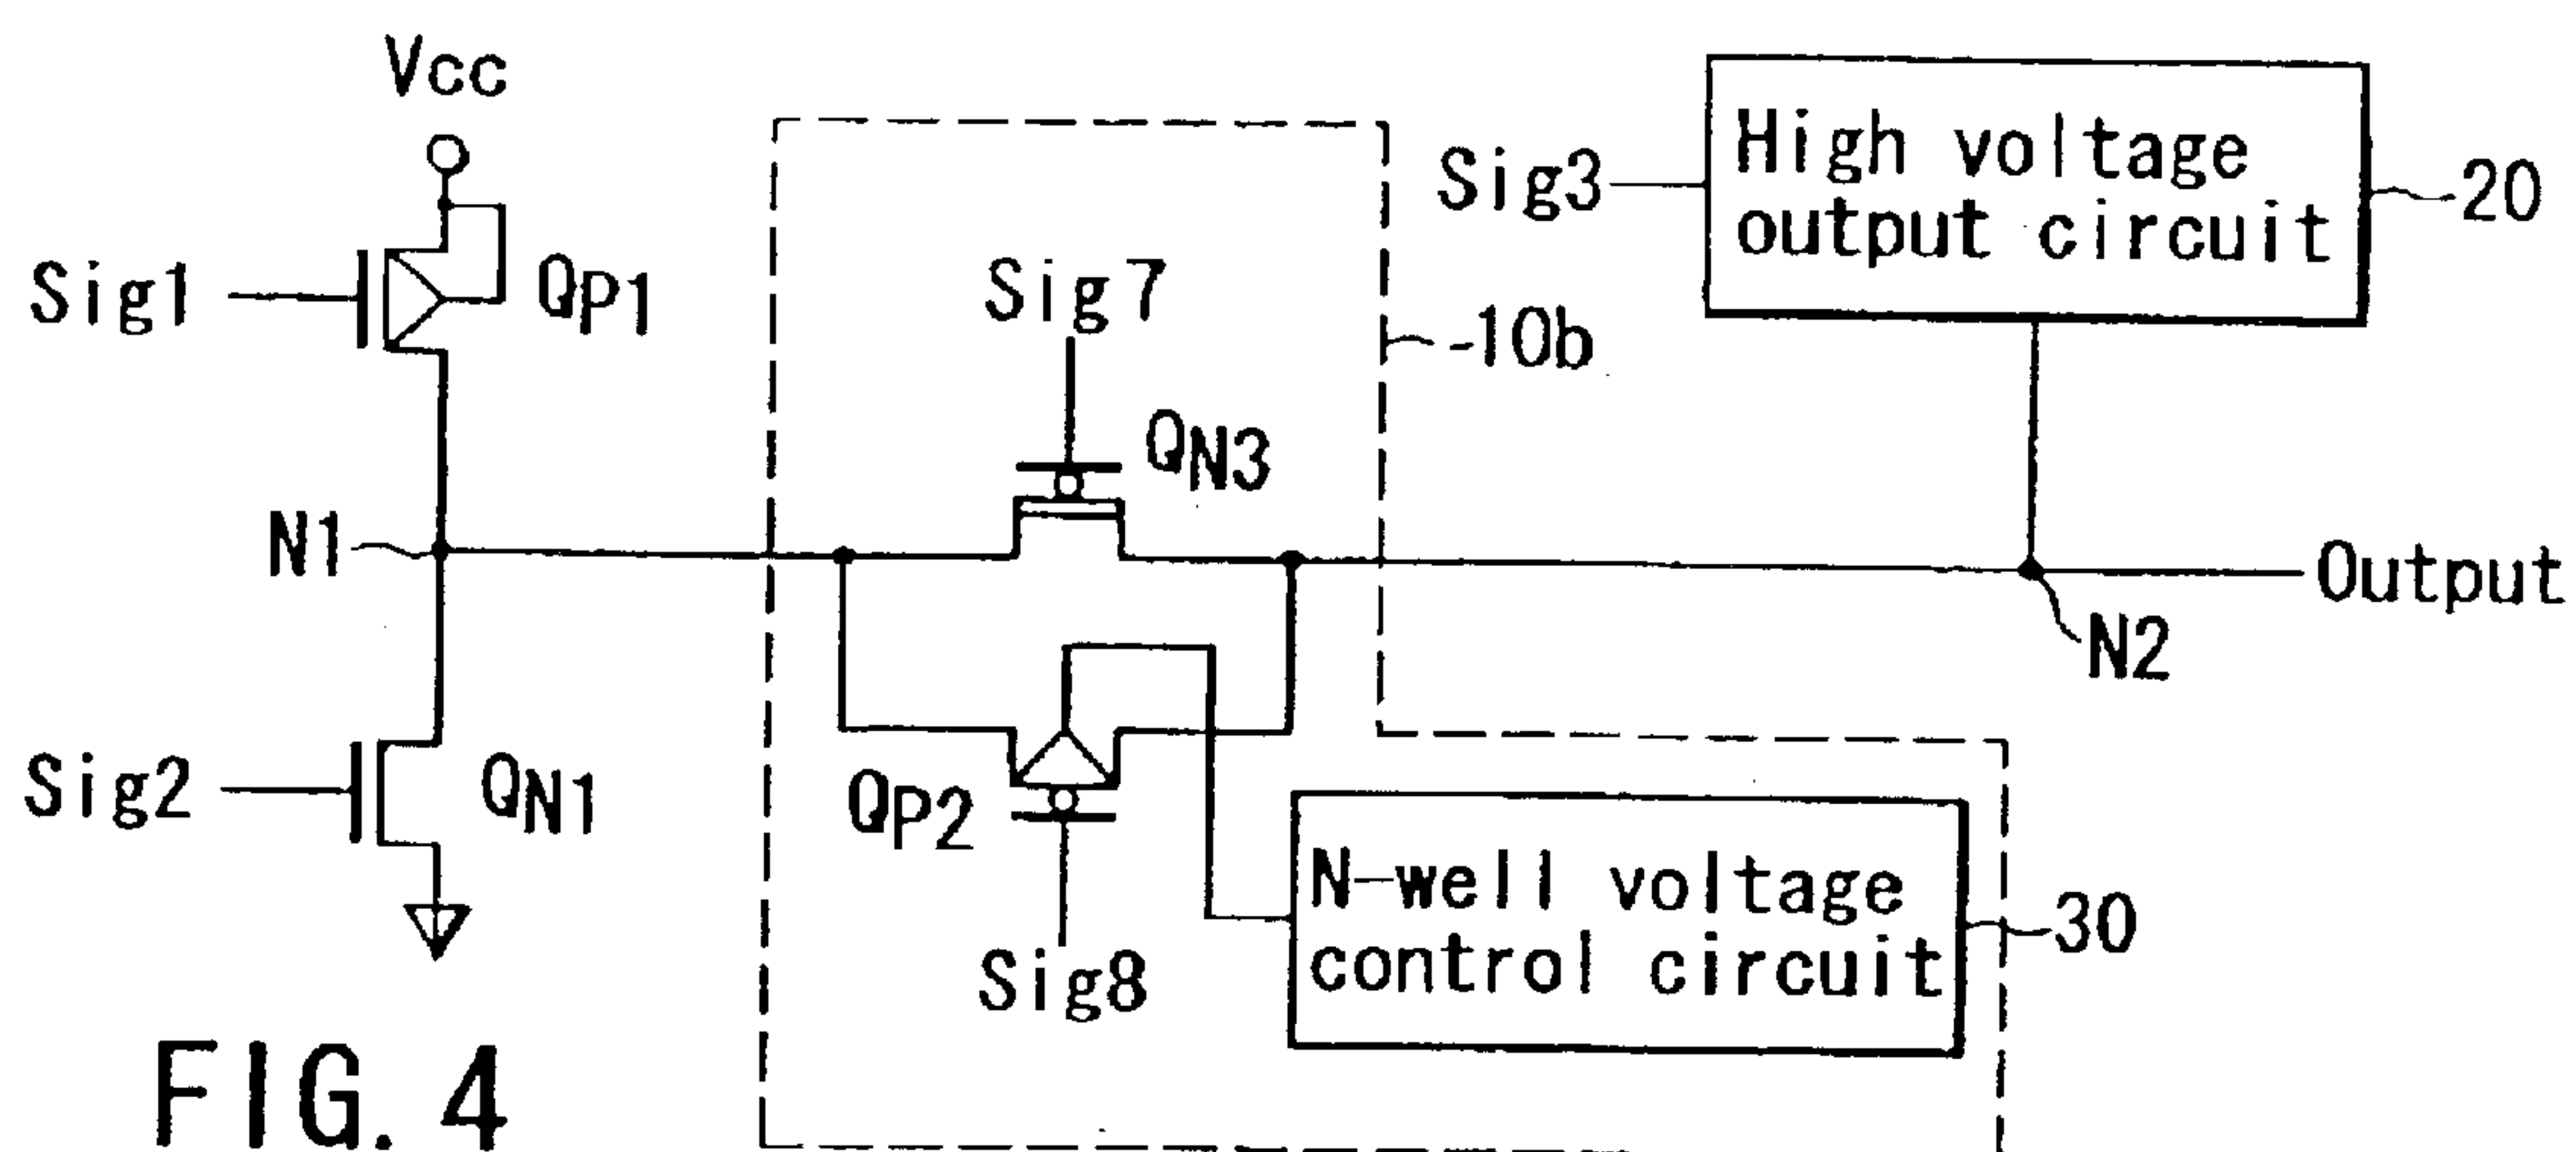 Vcc
High voltage
output circuit
Sig3
20
Sig1
QP1
Sig7
10b
QN3
N1
Output
N2
Sig2
QN1
QP2
N-well voltage
control circuit
30
Sig8
FIG. 4